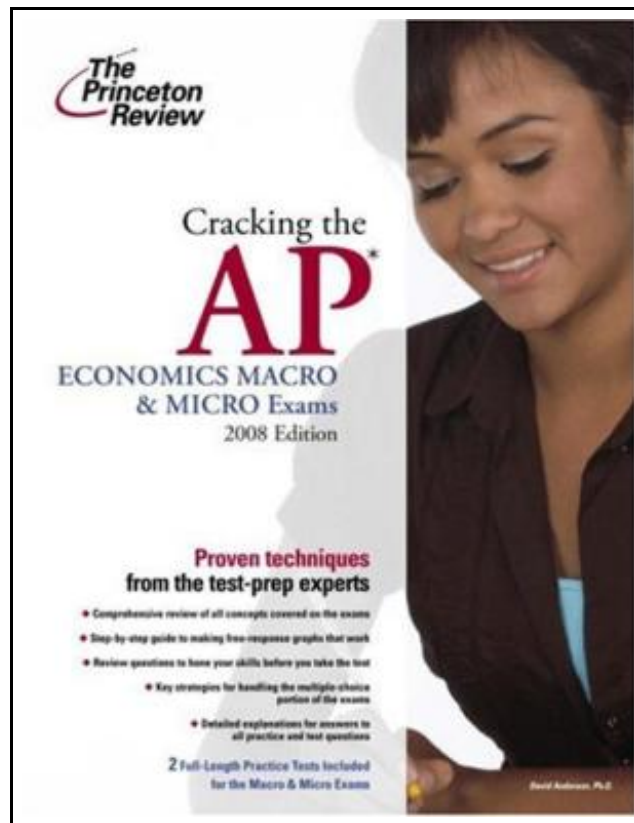 The
Princeton
Review
Cracking the
AP*
ECONOMICS MACRO
& MICRO Exams
2008 Edition
Proven techniques
from the test-prep experts
◆ Comprehensive review of all concepts covered on the exams
◆ Step-by-step guide to making free-response graphs that work
◆ Review questions to hone your skills before you take the test
◆ Key strategies for handling the multiple-choice
portion of the exams
◆ Detailed explanations for answers to
all practice and test questions
2 Full-Length Practice Tests Included
for the Macro & Micro Exams
David Anderson, Ph.D.